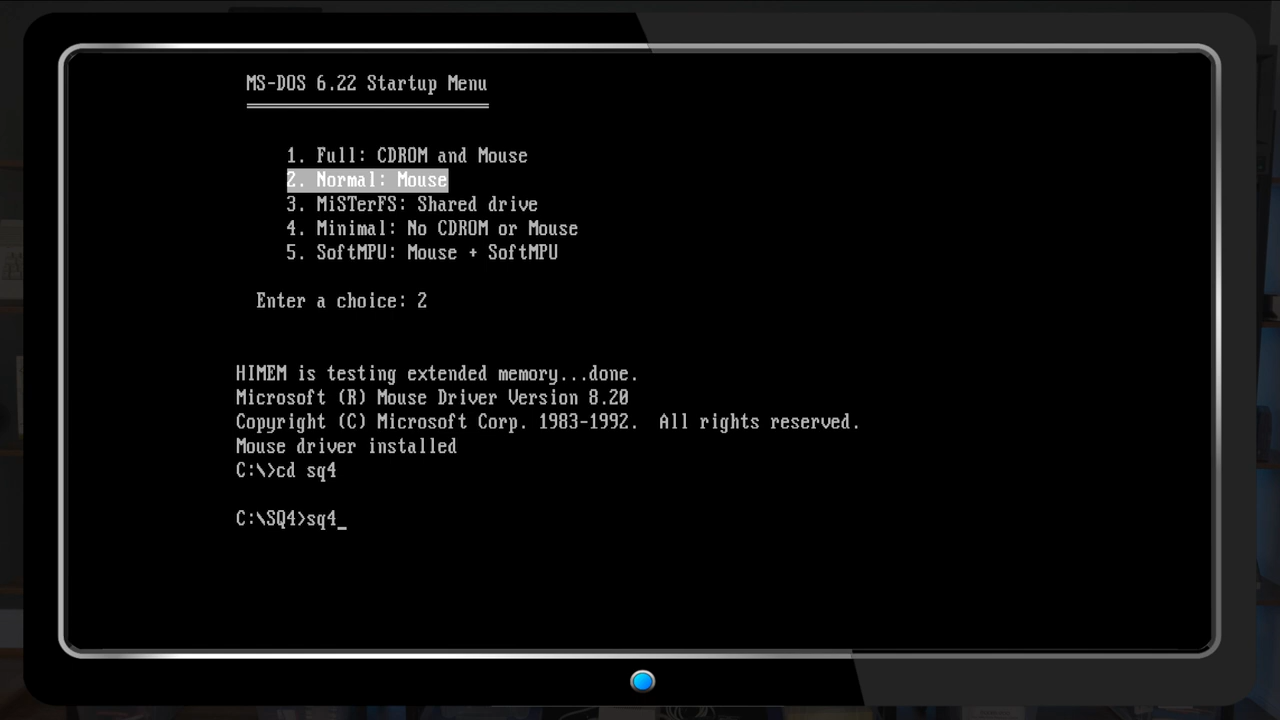 MS-DOS 6.22 Startup Menu
1. Full: CDROM and Mouse
2. Normal: Mouse
3. MiSTerFS: Shared drive
4. Minimal: No CDROM or Mouse
5. SoftMPU: Mouse + SoftMPU
Enter a choice: 2
HIMEM is testing extended memory...done.
Microsoft (R) Mouse Driver Version 8.20
Copyright (C) Microsoft Corp. 1983-1992.  All rights reserved.
Mouse driver installed
C:\>cd sq4
C:\SQ4>sq4_